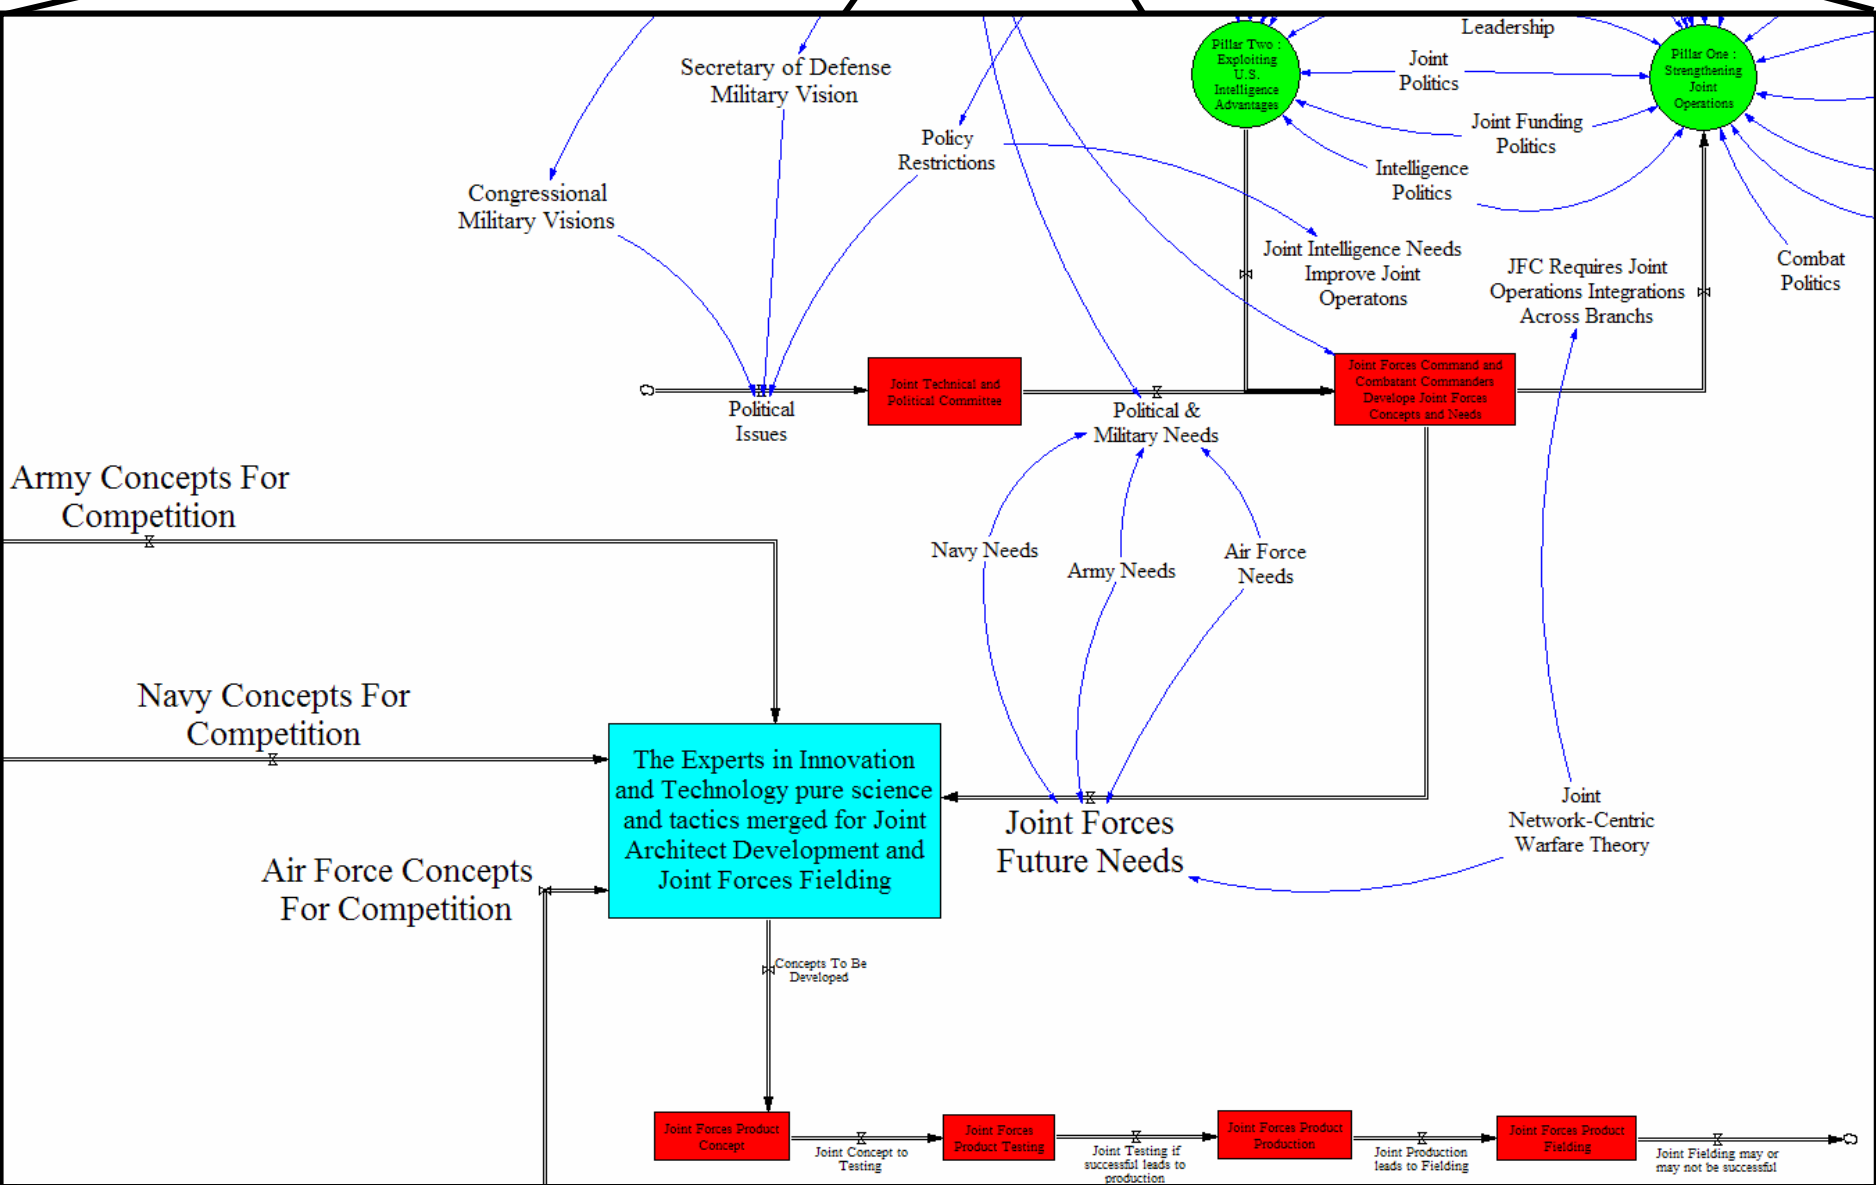 Leadership
Pillar Two :
Exploiting
U.S.
Intelligence
Advantages
Pillar One :
Strengthening
Joint
Operations
Joint
Politics
Secretary of Defense
Military Vision
Joint Funding
Politics
Policy
Restrictions
Intelligence
Politics
Congressional
Military Visions
Joint Intelligence Needs
Improve Joint
Operatons
JFC Requires Joint
Operations Integrations
Across Branchs
Combat
Politics
Joint Technical and
Political Committee
Joint Forces Command and
Combatant Commanders
Develope Joint Forces
Concepts and Needs
Political
Issues
Political &
Military Needs
Army Concepts For
Competition
Navy Needs
Army Needs
Air Force
Needs
Navy Concepts For
Competition
The Experts in Innovation
and Technology pure science
and tactics merged for Joint
Architect Development and
Joint Forces Fielding
Joint Forces
Future Needs
Joint
Network-Centric
Warfare Theory
Air Force Concepts
For Competition
Concepts To Be
Developed
Joint Forces Product
Concept
Joint Concept to
Testing
Joint Forces
Product Testing
Joint Testing if
successful leads to
production
Joint Forces Product
Production
Joint Production
leads to Fielding
Joint Forces Product
Fielding
Joint Fielding may or
may not be successful